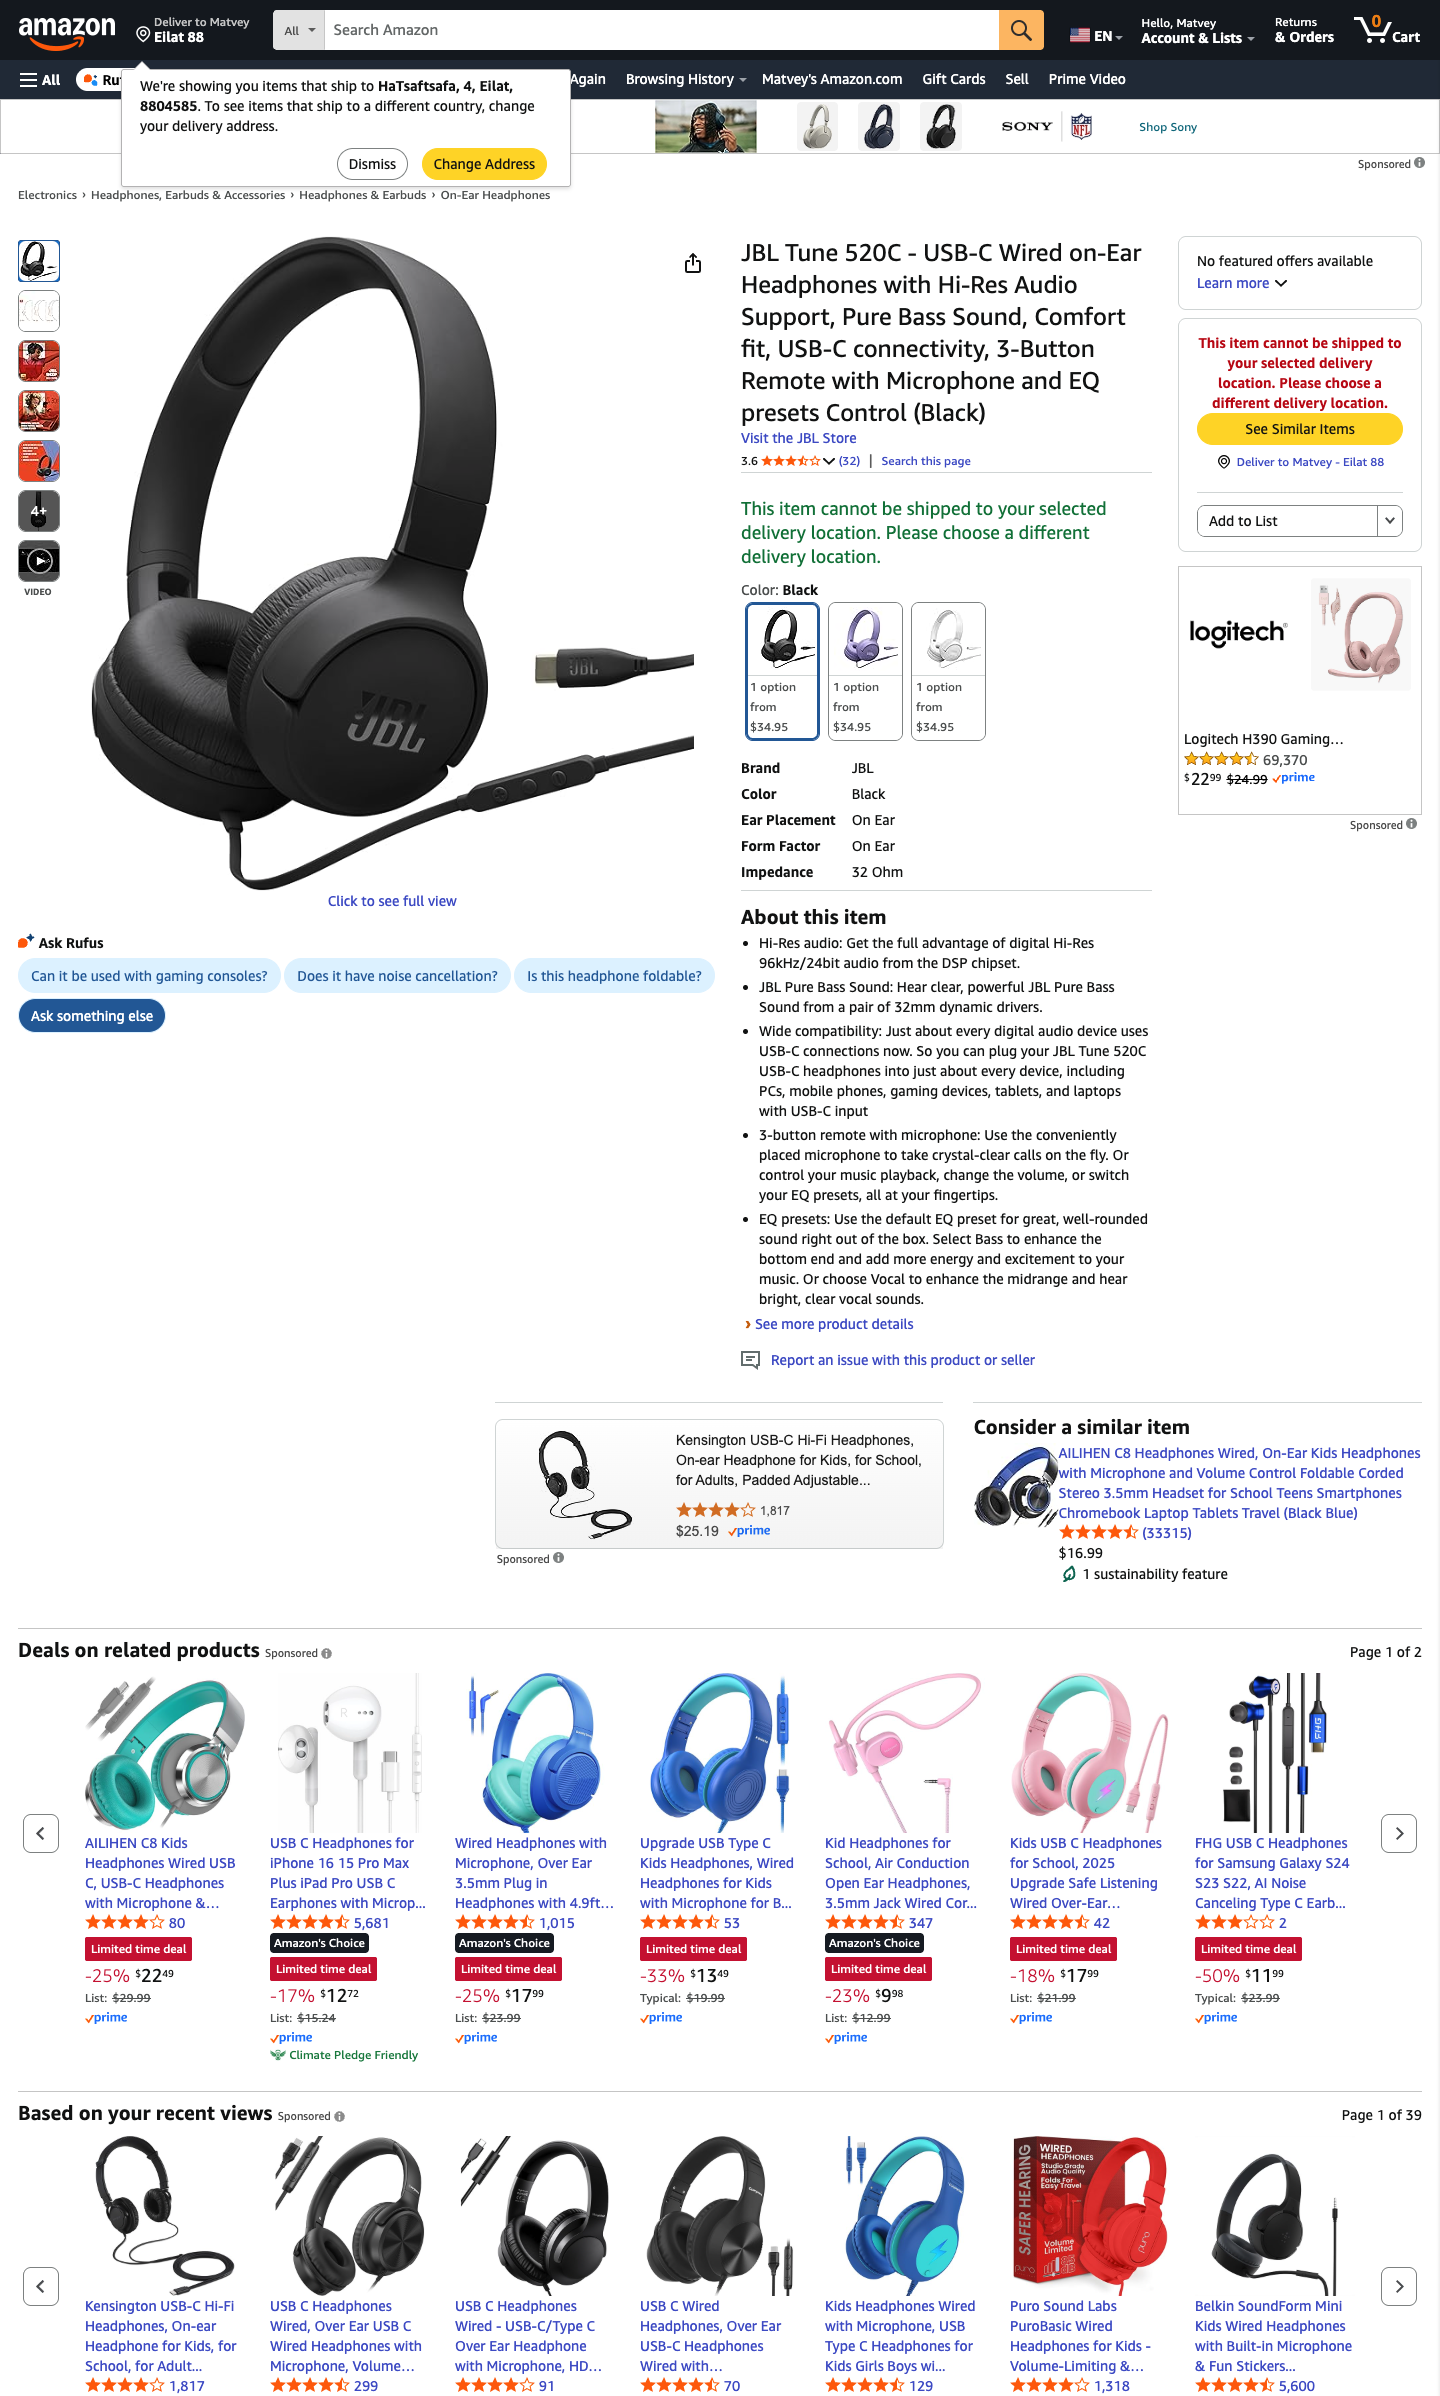 amazon
Deliver to Matvey
Eilat 88
All
Search Amazon
EN
Hello, Matvey
Account & Lists
Returns
& Orders
0
Cart
All
Ru
Again
Browsing History
Matvey's Amazon.com
Gift Cards
Sell
Prime Video
We're showing you items that ship to HaTsaftsafa, 4, Eilat,
8804585. To see items that ship to a different country, change
your delivery address.
Dismiss
Change Address
SONY
NFL
Shop Sony
Sponsored
Electronics › Headphones, Earbuds & Accessories › Headphones & Earbuds › On-Ear Headphones
4+
VIDEO
JBL
JBL
Click to see full view
Ask Rufus
Can it be used with gaming consoles?
Does it have noise cancellation?
Is this headphone foldable?
Ask something else
JBL Tune 520C - USB-C Wired on-Ear
Headphones with Hi-Res Audio
Support, Pure Bass Sound, Comfort
fit, USB-C connectivity, 3-Button
Remote with Microphone and EQ
presets Control (Black)
Visit the JBL Store
3.6 (32) | Search this page
This item cannot be shipped to your selected
delivery location. Please choose a different
delivery location.
Color: Black
1 option
from
$34.95
1 option
from
$34.95
1 option
from
$34.95
Brand JBL
Color Black
Ear Placement On Ear
Form Factor On Ear
Impedance 32 Ohm
About this item
• Hi-Res audio: Get the full advantage of digital Hi-Res
96kHz/24bit audio from the DSP chipset.
• JBL Pure Bass Sound: Hear clear, powerful JBL Pure Bass
Sound from a pair of 32mm dynamic drivers.
• Wide compatibility: Just about every digital audio device uses
USB-C connections now. So you can plug your JBL Tune 520C
USB-C headphones into just about every device, including
PCs, mobile phones, gaming devices, tablets, and laptops
with USB-C input
• 3-button remote with microphone: Use the conveniently
placed microphone to take crystal-clear calls on the fly. Or
control your music playback, change the volume, or switch
your EQ presets, all at your fingertips.
• EQ presets: Use the default EQ preset for great, well-rounded
sound right out of the box. Select Bass to enhance the
bottom end and add more energy and excitement to your
music. Or choose Vocal to enhance the midrange and hear
bright, clear vocal sounds.
› See more product details
Report an issue with this product or seller
No featured offers available
Learn more
This item cannot be shipped to
your selected delivery
location. Please choose a
different delivery location.
See Similar Items
Deliver to Matvey - Eilat 88
Add to List
logitech
Logitech H390 Gaming…
69,370
$22.99 $24.99 prime
Sponsored
Kensington USB-C Hi-Fi Headphones,
On-ear Headphone for Kids, for School,
for Adults, Padded Adjustable...
1,817
$25.19 prime
Sponsored
Consider a similar item
AILIHEN C8 Headphones Wired, On-Ear Kids Headphones
with Microphone and Volume Control Foldable Corded
Stereo 3.5mm Headset for School Teens Smartphones
Chromebook Laptop Tablets Travel (Black Blue)
(33315)
$16.99
1 sustainability feature
Deals on related products Sponsored
Page 1 of 2
AILIHEN C8 Kids
Headphones Wired USB
C, USB-C Headphones
with Microphone &…
80
Limited time deal
-25% $22.49
List: $29.99
prime
USB C Headphones for
iPhone 16 15 Pro Max
Plus iPad Pro USB C
Earphones with Microp…
5,681
Amazon's Choice
Limited time deal
-17% $12.72
List: $15.24
prime
Climate Pledge Friendly
Wired Headphones with
Microphone, Over Ear
3.5mm Plug in
Headphones with 4.9ft…
1,015
Amazon's Choice
Limited time deal
-25% $17.99
List: $23.99
prime
Upgrade USB Type C
Kids Headphones, Wired
Headphones for Kids
with Microphone for B…
53
Limited time deal
-33% $13.49
Typical: $19.99
prime
Kid Headphones for
School, Air Conduction
Open Ear Headphones,
3.5mm Jack Wired Cor…
347
Amazon's Choice
Limited time deal
-23% $9.98
List: $12.99
prime
Kids USB C Headphones
for School, 2025
Upgrade Safe Listening
Wired Over-Ear…
42
Limited time deal
-18% $17.99
List: $21.99
prime
FHG
FHG USB C Headphones
for Samsung Galaxy S24
S23 S22, AI Noise
Canceling Type C Earb…
2
Limited time deal
-50% $11.99
Typical: $23.99
prime
Based on your recent views Sponsored
Page 1 of 39
Kensington USB-C Hi-Fi
Headphones, On-ear
Headphone for Kids, for
School, for Adult…
1,817
USB C Headphones
Wired, Over Ear USB C
Wired Headphones with
Microphone, Volume…
299
USB C Headphones
Wired - USB-C/Type C
Over Ear Headphone
with Microphone, HD…
91
USB C Wired
Headphones, Over Ear
USB-C Headphones
Wired with…
70
Kids Headphones Wired
with Microphone, USB
Type C Headphones for
Kids Girls Boys wi…
129
SAFER HEARING
WIRED
HEADPHONES
Studio Grade
Audio Quality
Folds For
Easy Travel
Volume
Limited
puro
puro
Puro Sound Labs
PuroBasic Wired
Headphones for Kids -
Volume-Limiting &…
1,318
Belkin SoundForm Mini
Kids Wired Headphones
with Built-in Microphone
& Fun Stickers…
5,600